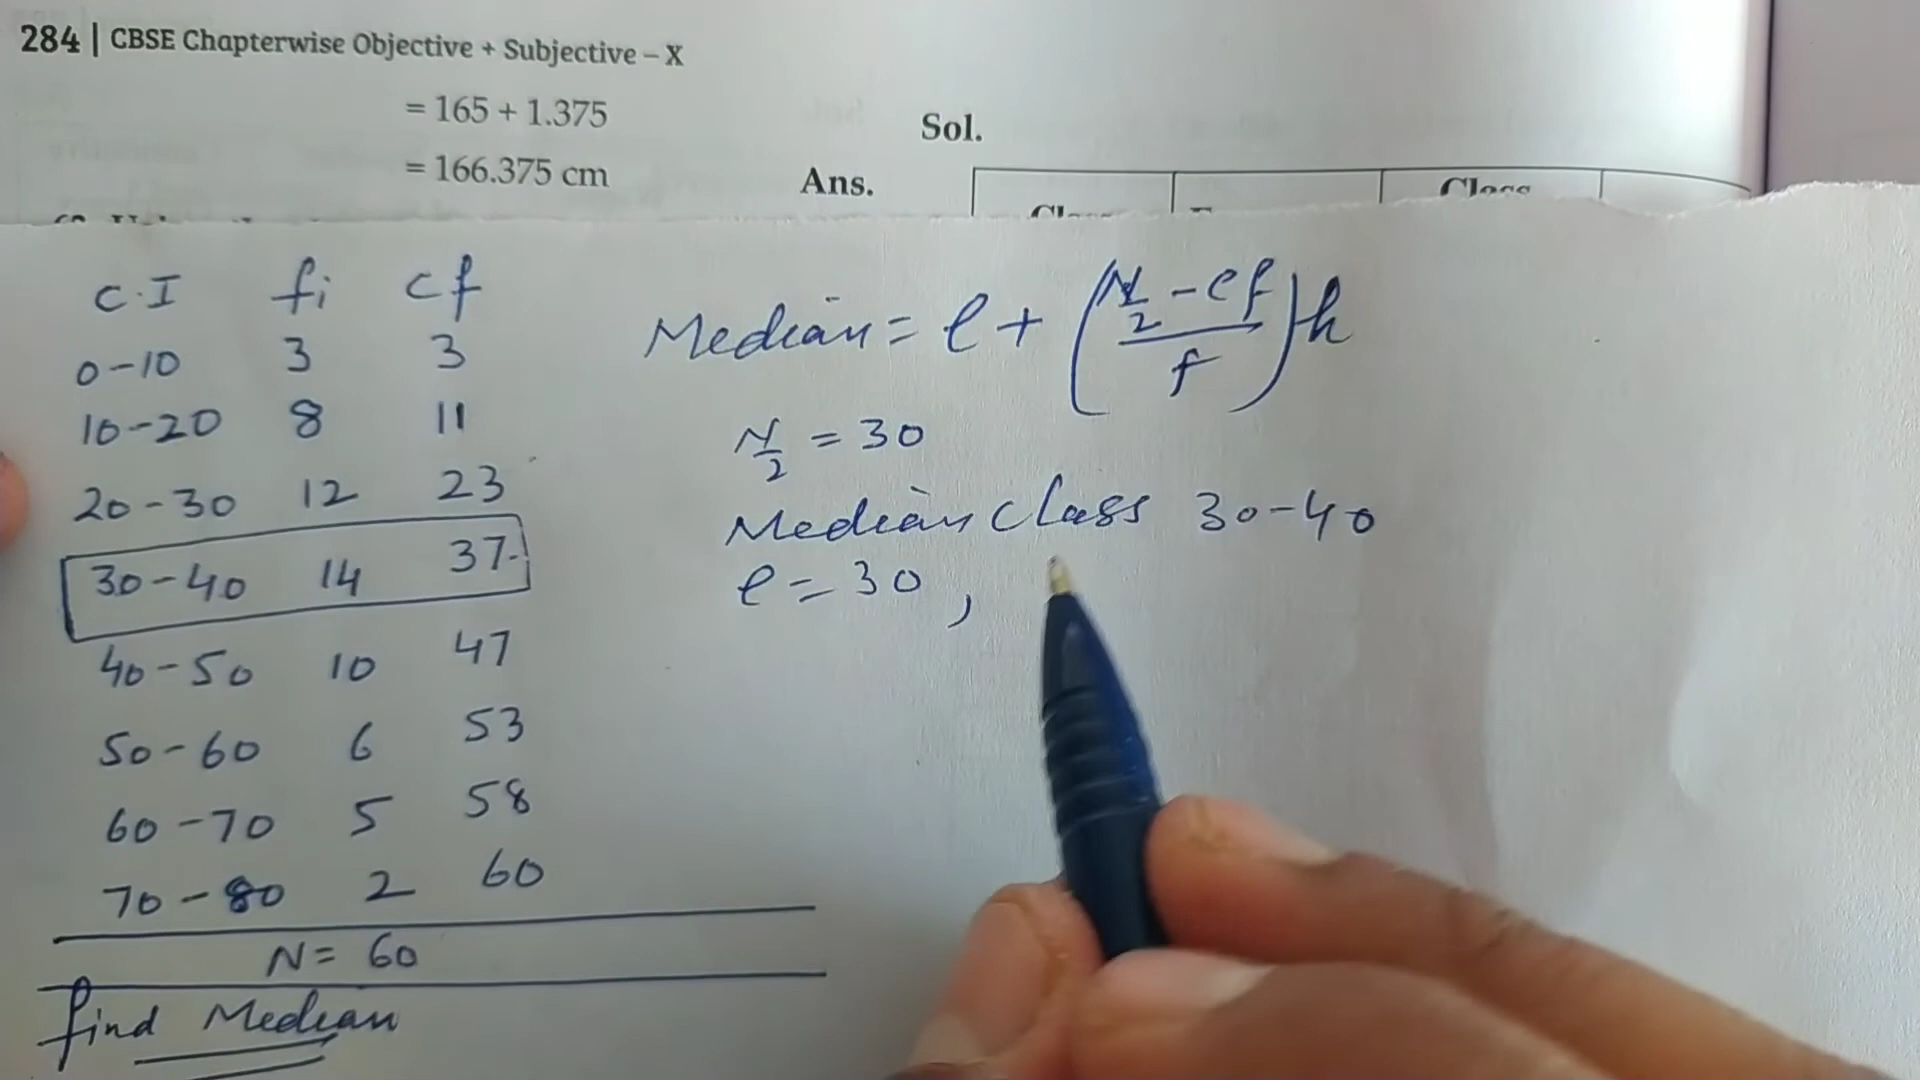 284 | CBSE Chapterwise Objective + Subjective – X
= 165 + 1.375
= 166.375 cm
Ans.
Sol.
Class
C.I fi cf
0-10 3 3
10-20 8 11
20-30 12 23
30-40 14 37
40-50 10 47
50-60 6 53
60-70 5 58
70-80 2 60
N = 60
find Median
Median = l + (N/2 - cf / f) h
N/2 = 30
Median class 30-40
l = 30 ,